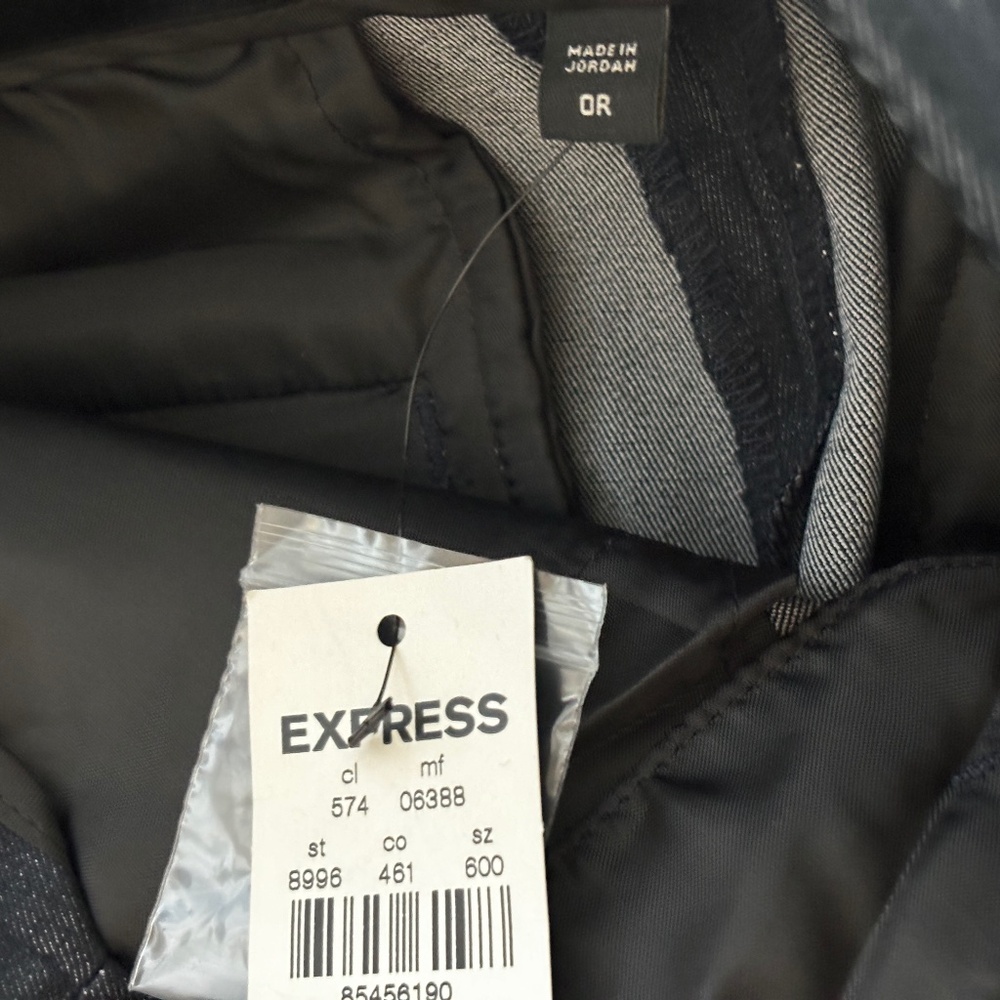 MADE IN
JORDAN
0R
EXPRESS
cl mf
574 06388
st co sz
8996 461 600
85456190